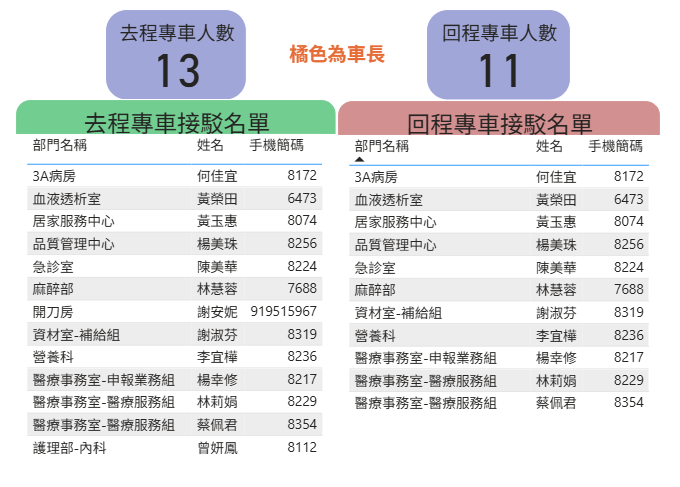 去程專車人數
13
橘色為車長
回程專車人數
11
去程專車接駁名單
部門名稱 姓名 手機簡碼
3A病房 何佳宜 8172
血液透析室 黃榮田 6473
居家服務中心 黃玉惠 8074
品質管理中心 楊美珠 8256
急診室 陳美華 8224
麻醉部 林慧蓉 7688
開刀房 謝安妮 919515967
資材室-補給組 謝淑芬 8319
營養科 李宜樺 8236
醫療事務室-申報業務組 楊幸修 8217
醫療事務室-醫療服務組 林莉娟 8229
醫療事務室-醫療服務組 蔡佩君 8354
護理部-內科 曾妍鳳 8112
回程專車接駁名單
部門名稱 姓名 手機簡碼
3A病房 何佳宜 8172
血液透析室 黃榮田 6473
居家服務中心 黃玉惠 8074
品質管理中心 楊美珠 8256
急診室 陳美華 8224
麻醉部 林慧蓉 7688
資材室-補給組 謝淑芬 8319
營養科 李宜樺 8236
醫療事務室-申報業務組 楊幸修 8217
醫療事務室-醫療服務組 林莉娟 8229
醫療事務室-醫療服務組 蔡佩君 8354